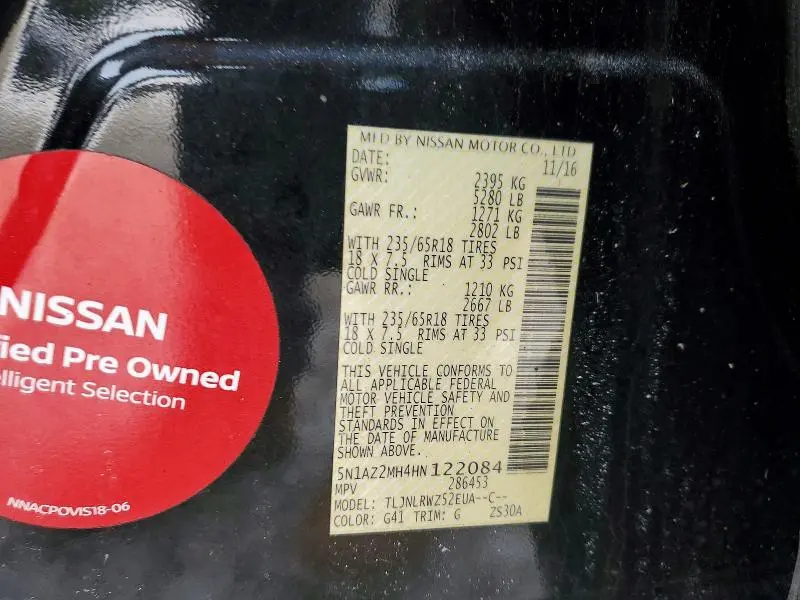 NISSAN
fied Pre Owned
elligent Selection
NNACPOVIS18-06
MFD BY NISSAN MOTOR CO., LTD
DATE: 11/16
GVWR: 2395 KG
5280 LB
GAWR FR.: 1271 KG
2802 LB
WITH 235/65R18 TIRES
18 X 7.5 RIMS AT 33 PSI
COLD SINGLE
GAWR RR.: 1210 KG
2667 LB
WITH 235/65R18 TIRES
18 X 7.5 RIMS AT 33 PSI
COLD SINGLE
THIS VEHICLE CONFORMS TO
ALL APPLICABLE FEDERAL
MOTOR VEHICLE SAFETY AND
THEFT PREVENTION
STANDARDS IN EFFECT ON
THE DATE OF MANUFACTURE
SHOWN ABOVE.
5N1AZ2MH4HN122084
MPV 286453
MODEL: TLJNLRWZ52EUA--C--
COLOR: G41 TRIM: G ZS30A